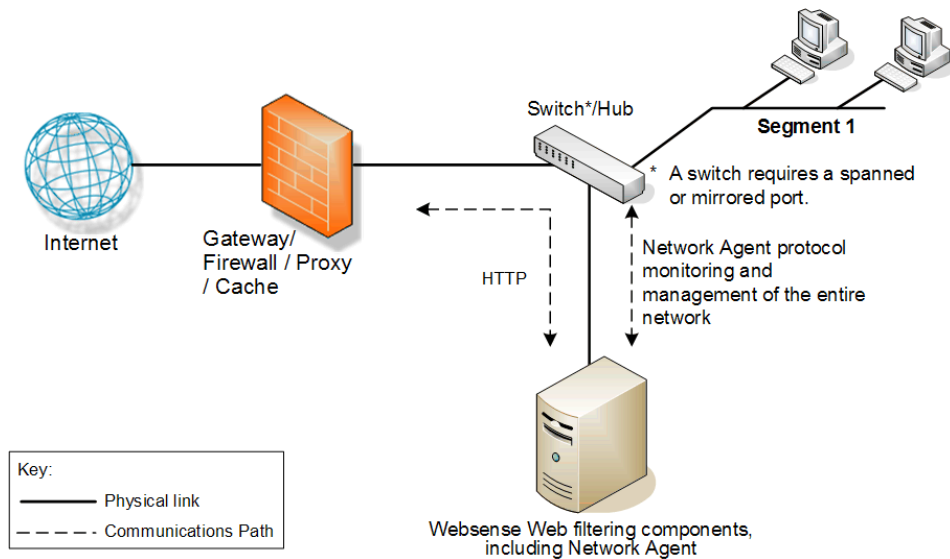 Switch*/Hub
Segment 1
* A switch requires a spanned
or mirrored port.
Internet
Gateway/
Firewall / Proxy
/ Cache
HTTP
Network Agent protocol
monitoring and
management of the entire
network
Key:
Physical link
Communications Path
Websense Web filtering components,
including Network Agent